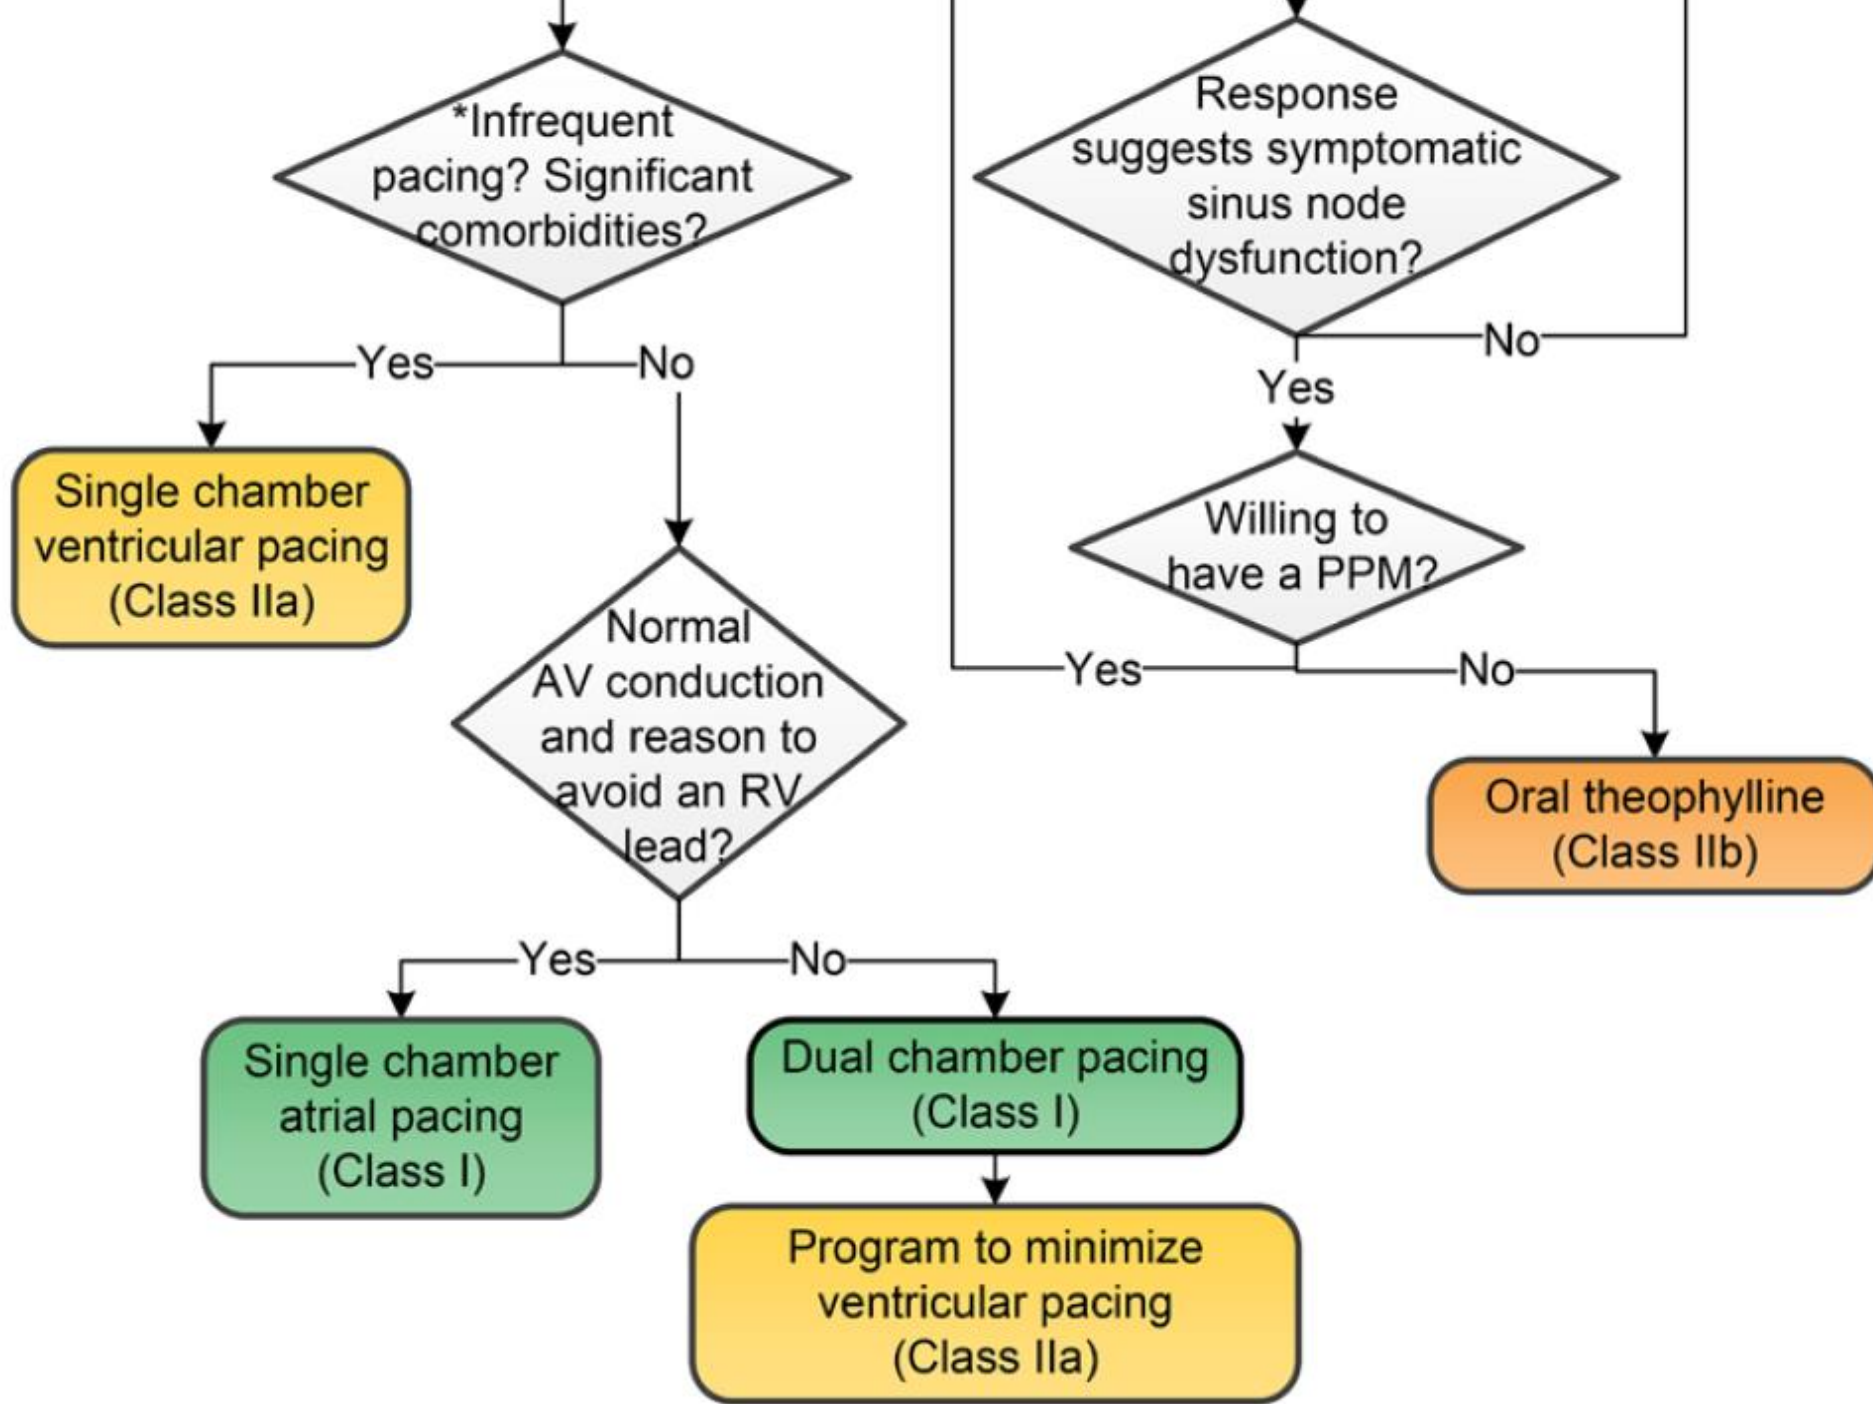 *Infrequent
pacing? Significant
comorbidities?
Response
suggests symptomatic
sinus node
dysfunction?
Yes
No
No
Yes
Single chamber
ventricular pacing
(Class IIa)
Willing to
have a PPM?
Normal
AV conduction
and reason to
avoid an RV
lead?
Yes
No
Oral theophylline
(Class IIb)
Yes
No
Single chamber
atrial pacing
(Class I)
Dual chamber pacing
(Class I)
Program to minimize
ventricular pacing
(Class IIa)